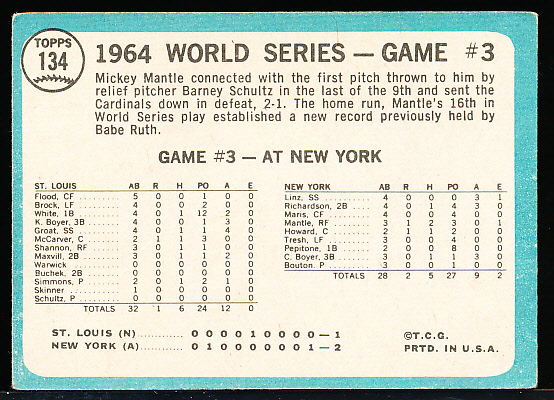 TOPPS
134
1964 WORLD SERIES — GAME #3
Mickey Mantle connected with the first pitch thrown to him by
relief pitcher Barney Schultz in the last of the 9th and sent the
Cardinals down in defeat, 2-1. The home run, Mantle's 16th in
World Series play established a new record previously held by
Babe Ruth.
GAME #3 — AT NEW YORK
ST. LOUIS AB R H PO A E
Flood, CF 5 0 0 1 0 0
Brock, LF 4 0 0 2 0 0
White, 1B 4 0 1 12 2 0
K. Boyer, 3B 4 0 0 1 3 0
Groat, SS 4 0 1 1 4 0
McCarver, C 2 1 1 3 0 0
Shannon, RF 3 0 1 1 0 0
Maxvill, 2B 3 0 1 1 2 0
Warwick 0 0 0 0 0 0
Buchek, 2B 0 0 0 0 0 0
Simmons, P 2 0 1 2 1 0
Skinner 1 0 0 0 0 0
Schultz, P 0 0 0 0 0 0
TOTALS 32 1 6 24 12 0
NEW YORK AB R H PO A E
Linz, SS 4 0 0 0 3 1
Richardson, 2B 4 0 1 4 3 0
Maris, CF 4 0 0 4 0 0
Mantle, RF 3 1 2 3 0 1
Howard, C 2 1 1 2 0 0
Tresh, LF 3 0 0 4 0 0
Pepitone, 1B 2 0 0 8 0 0
C. Boyer, 3B 3 0 1 1 3 0
Bouton, P 3 0 0 1 0 0
TOTALS 28 2 5 27 9 2
ST. LOUIS (N) 0 0 0 0 1 0 0 0 0—1
NEW YORK (A) 0 1 0 0 0 0 0 0 1—2
©T.C.G.
PRTD. IN U.S.A.